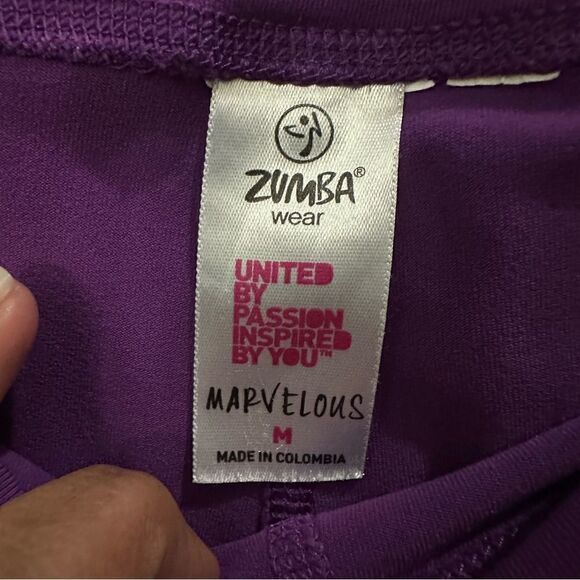 ZUMBA®
wear
UNITED
BY
PASSION
INSPIRED
BY YOU™
MARVELOUS
M
MADE IN COLOMBIA